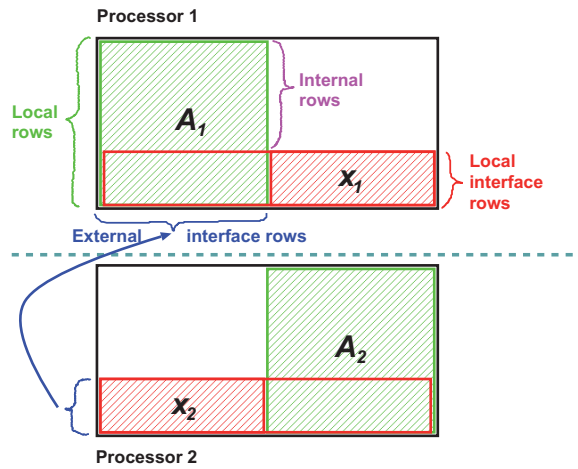 Processor 1
Local
rows
A1
Internal
rows
x1
Local
interface
rows
External interface rows
A2
x2
Processor 2